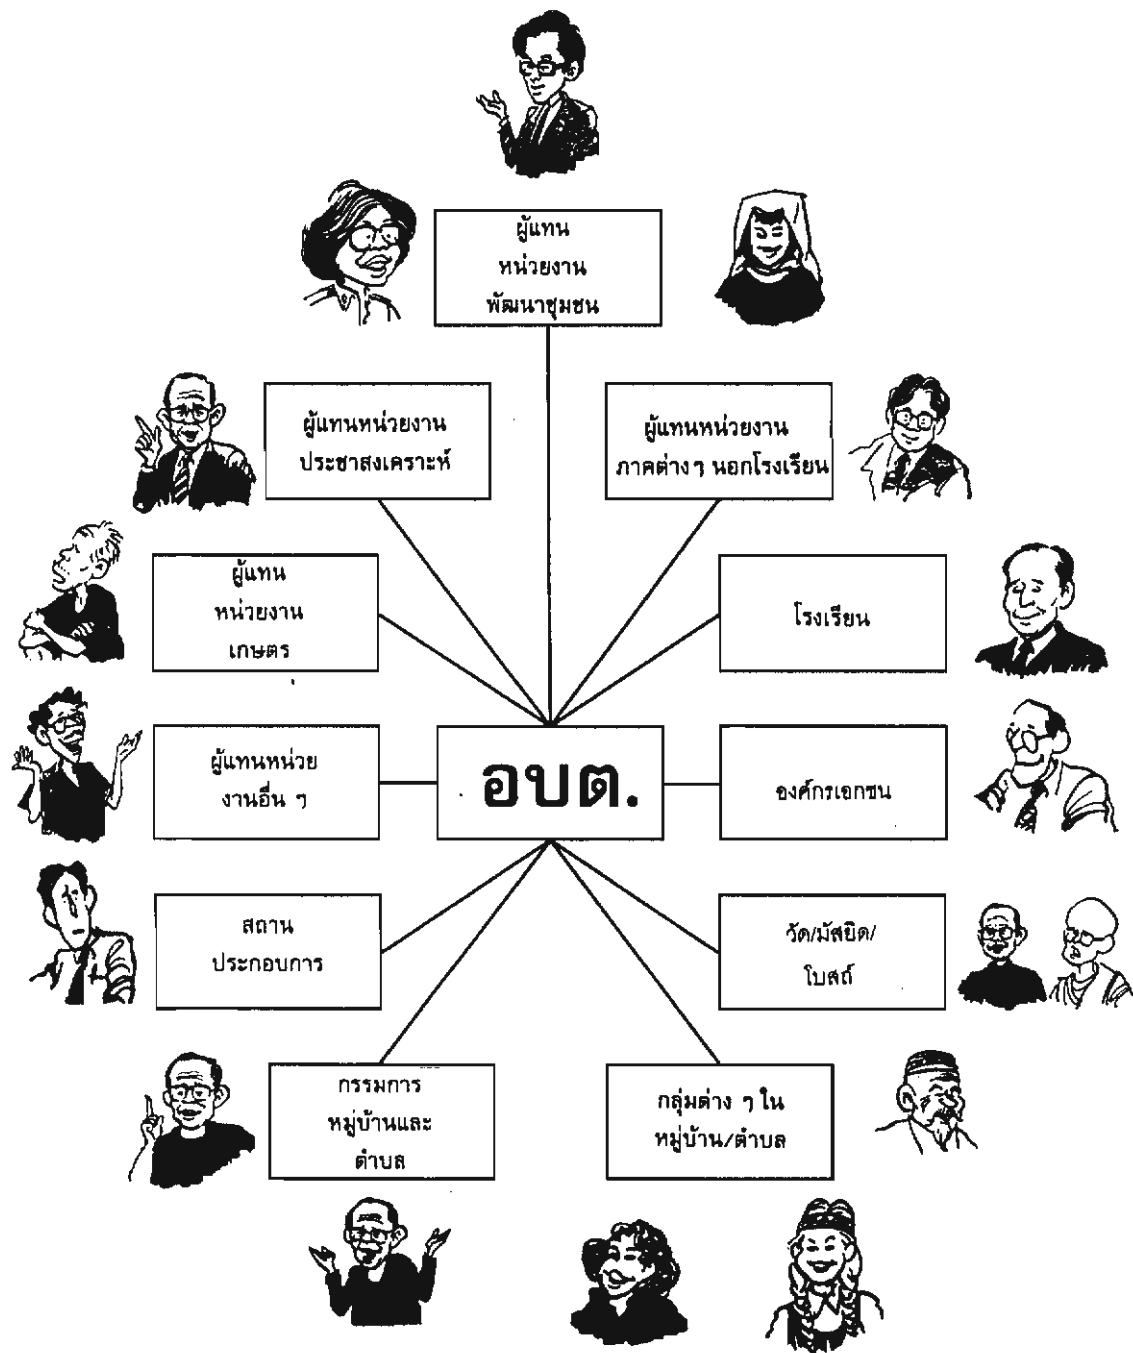 ผู้แทน
หน่วยงาน
พัฒนาชุมชน
ผู้แทนหน่วยงาน
ประชาสงเคราะห์
ผู้แทนหน่วยงาน
ภาคต่างๆ นอกโรงเรียน
ผู้แทน
หน่วยงาน
เกษตร
โรงเรียน
ผู้แทนหน่วย
งานอื่น ๆ
อบต.
องค์กรเอกชน
สถาน
ประกอบการ
วัด/มัสยิด/
โบสถ์
กรรมการ
หมู่บ้านและ
ตำบล
กลุ่มต่าง ๆ ใน
หมู่บ้าน/ตำบล